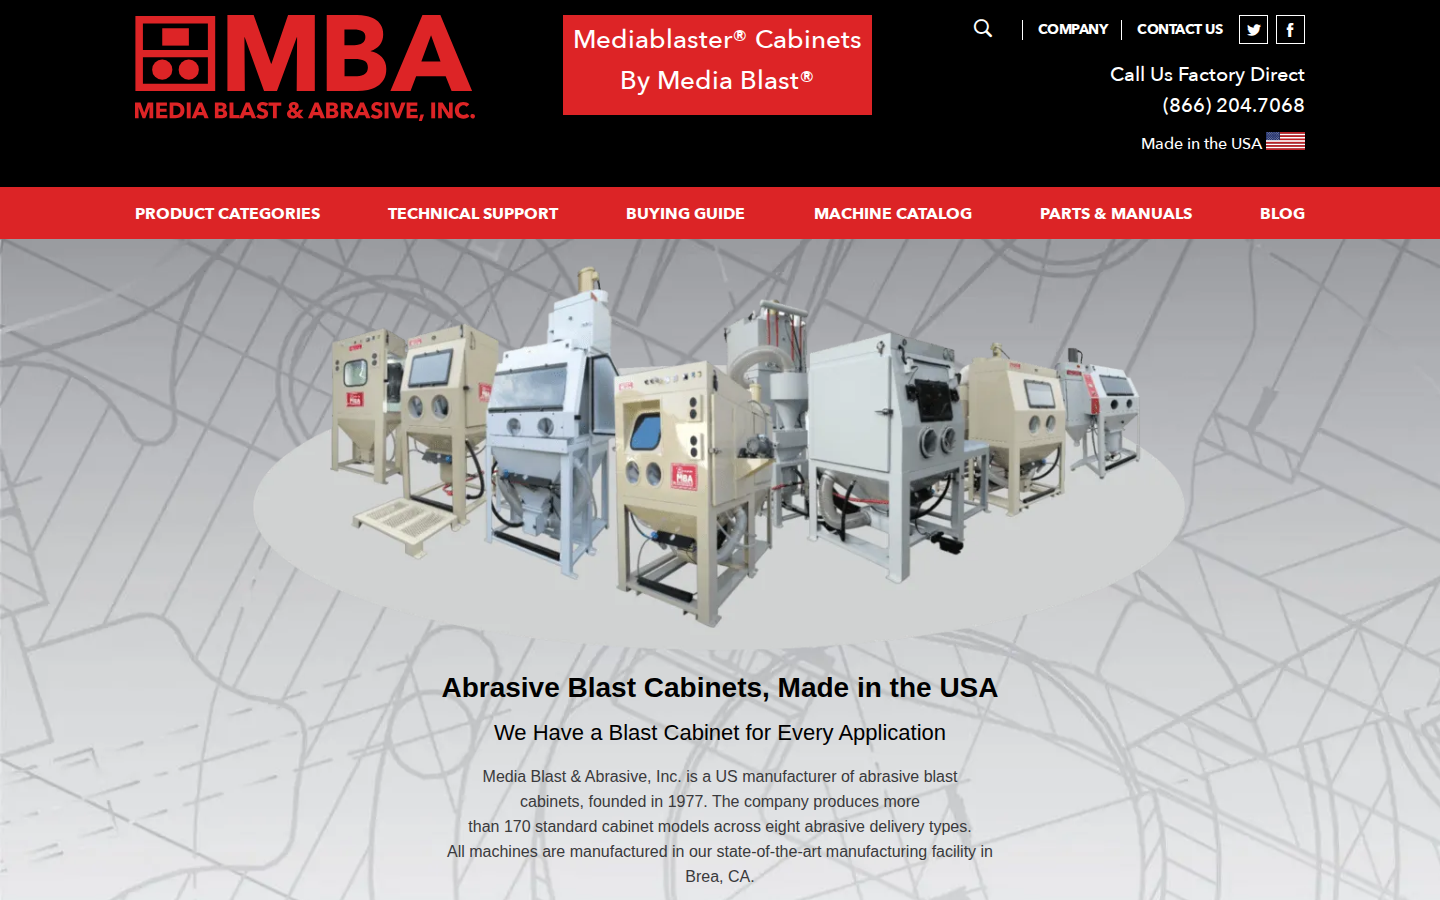 MBA
MEDIA BLAST & ABRASIVE, INC.
Mediablaster® Cabinets
By Media Blast®
COMPANY
CONTACT US
Call Us Factory Direct
(866) 204.7068
Made in the USA
PRODUCT CATEGORIES
TECHNICAL SUPPORT
BUYING GUIDE
MACHINE CATALOG
PARTS & MANUALS
BLOG
MBA
Abrasive Blast Cabinets, Made in the USA
We Have a Blast Cabinet for Every Application
Media Blast & Abrasive, Inc. is a US manufacturer of abrasive blast
cabinets, founded in 1977. The company produces more
than 170 standard cabinet models across eight abrasive delivery types.
All machines are manufactured in our state-of-the-art manufacturing facility in
Brea, CA.